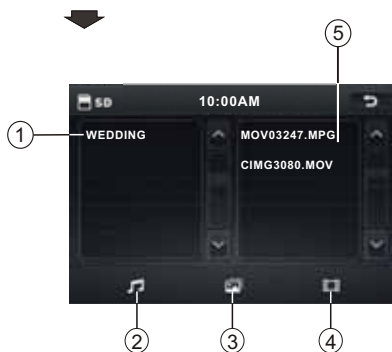 5
SD 10:00AM
1
WEDDING
MOV03247.MPG
CIMG3080.MOV
2 3 4